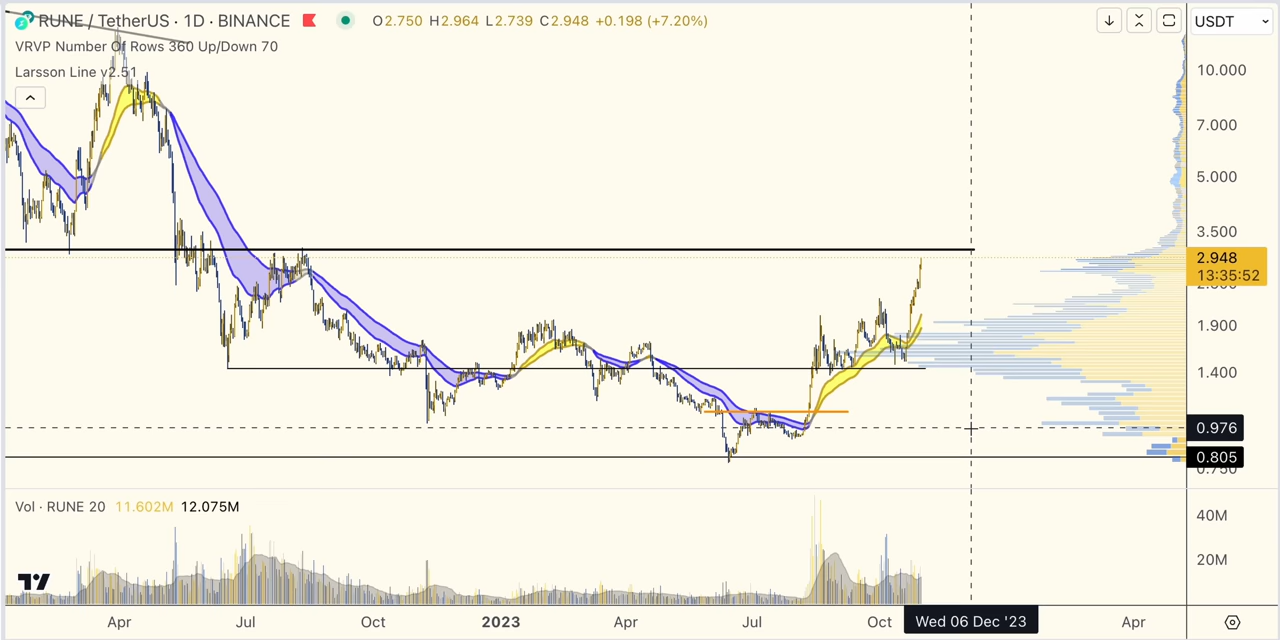 RUNE / TetherUS · 1D · BINANCE O2.750 H2.964 L2.739 C2.948 +0.198 (+7.20%)
USDT
VRVP Number Of Rows 360 Up/Down 70
Larsson Line v2.51
10.000
7.000
5.000
3.500
2.948
13:35:52
1.900
1.400
0.976
0.805
0.750
Vol · RUNE 20 11.602M 12.075M
40M
20M
Apr Jul Oct 2023 Apr Jul Oct Wed 06 Dec '23 Apr